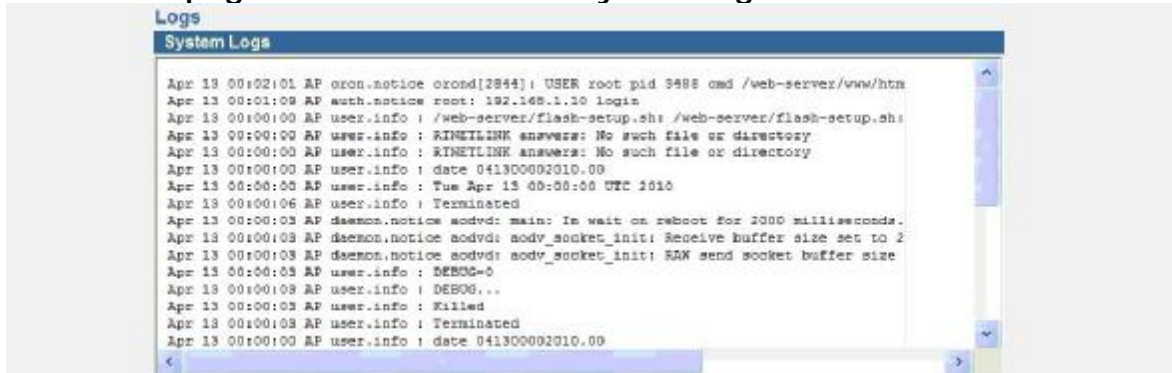 Logs
System Logs
Apr 13 00:02:01 AP cron.notice crond[2844]: USER root pid 3488 cmd /web-server/www/htm
Apr 13 00:01:09 AP auth.notice root: 192.168.1.10 login
Apr 13 00:00:00 AP user.info : /web-server/flash-setup.sh: /web-server/flash-setup.sh:
Apr 13 00:00:00 AP user.info : RTNETLINK answers: No such file or directory
Apr 13 00:00:00 AP user.info : RTNETLINK answers: No such file or directory
Apr 13 00:00:00 AP user.info : date 041300002010.00
Apr 13 00:00:00 AP user.info : Tue Apr 13 00:00:00 UTC 2010
Apr 13 00:00:06 AP user.info : Terminated
Apr 13 00:00:03 AP daemon.notice aodvd: main: In wait on reboot for 2000 milliseconds.
Apr 13 00:00:03 AP daemon.notice aodvd: aodv_socket_init: Receive buffer size set to 2
Apr 13 00:00:03 AP daemon.notice aodvd: aodv_socket_init: RAW send socket buffer size
Apr 13 00:00:03 AP user.info : DEBUG=0
Apr 13 00:00:03 AP user.info : DEBUG...
Apr 13 00:00:03 AP user.info : Killed
Apr 13 00:00:03 AP user.info : Terminated
Apr 13 00:00:00 AP user.info : date 041300002010.00